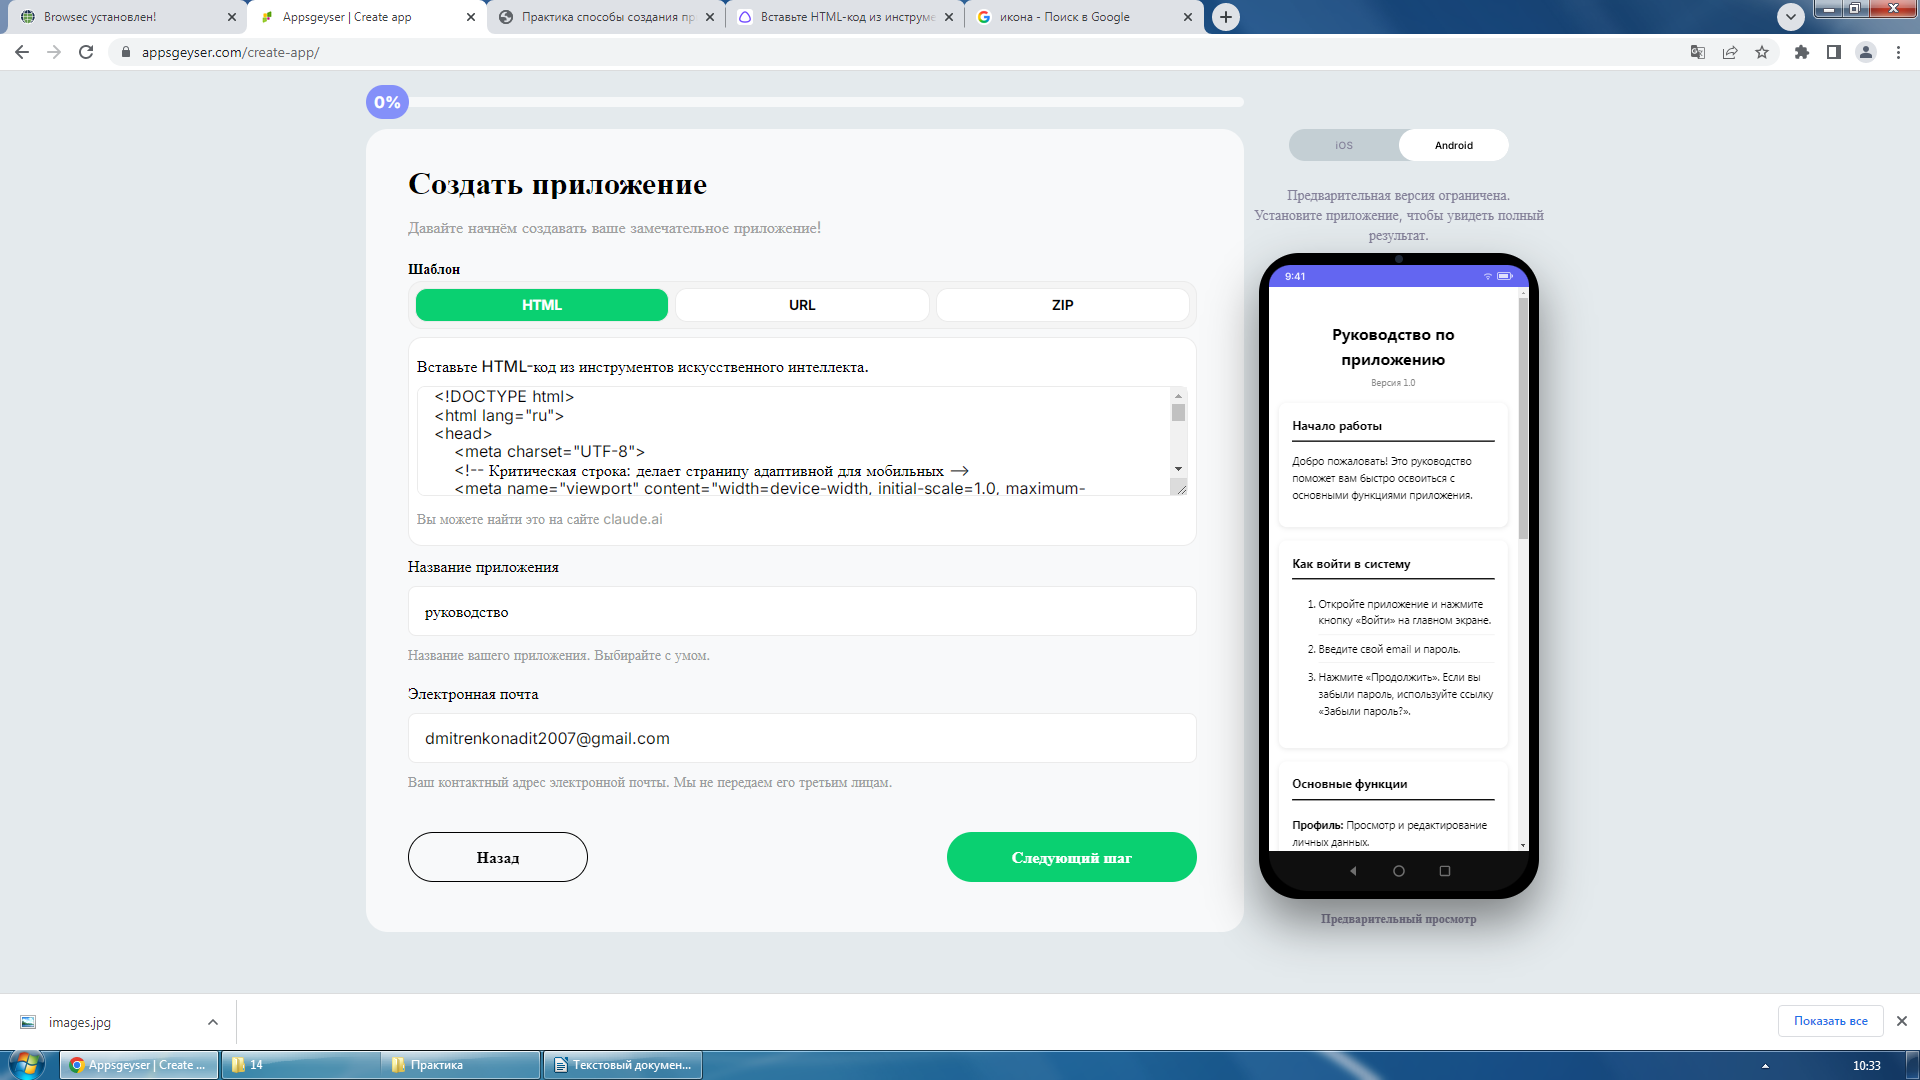 Browsec установлен!
Appsgeyser | Create app
Практика способы создания пр
Вставьте HTML-код из инструме
икона - Поиск в Google
appsgeyser.com/create-app/
0%
Создать приложение
Давайте начнём создавать ваше замечательное приложение!
Шаблон
HTML
URL
ZIP
Вставьте HTML-код из инструментов искусственного интеллекта.
<!DOCTYPE html>
<html lang="ru">
<head>
<meta charset="UTF-8">
<!-- Критическая строка: делает страницу адаптивной для мобильных -->
<meta name="viewport" content="width=device-width, initial-scale=1.0, maximum-
Вы можете найти это на сайте claude.ai
Название приложения
руководство
Название вашего приложения. Выбирайте с умом.
Электронная почта
dmitrenkonadit2007@gmail.com
Ваш контактный адрес электронной почты. Мы не передаем его третьим лицам.
Назад
Следующий шаг
iOS
Android
Предварительная версия ограничена.
Установите приложение, чтобы увидеть полный
результат.
9:41
Руководство по
приложению
Версия 1.0
Начало работы
Добро пожаловать! Это руководство
поможет вам быстро освоиться с
основными функциями приложения.
Как войти в систему
1. Откройте приложение и нажмите
кнопку «Войти» на главном экране.
2. Введите свой email и пароль.
3. Нажмите «Продолжить». Если вы
забыли пароль, используйте ссылку
«Забыли пароль?».
Основные функции
Профиль: Просмотр и редактирование
личных данных.
Предварительный просмотр
images.jpg
Показать все
Appsgeyser | Create ...
14
Практика
Текстовый докумен...
10:33